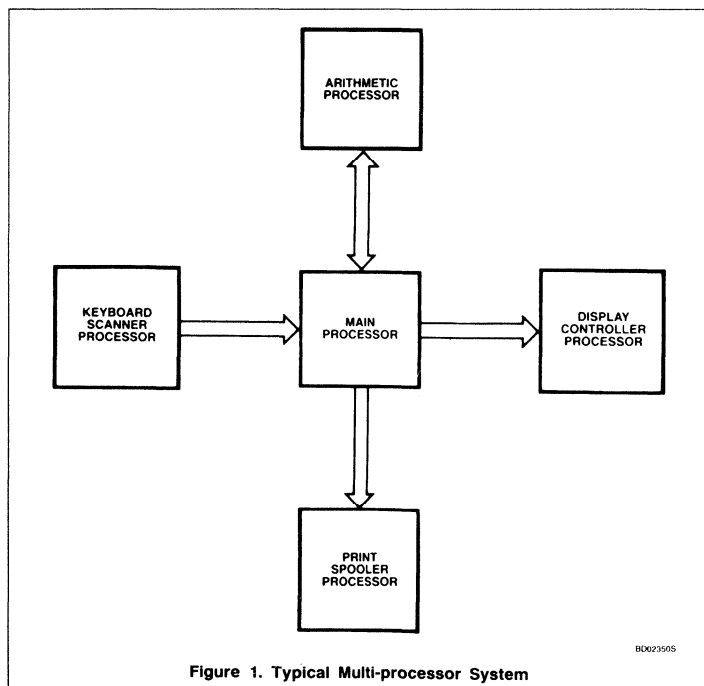 ARITHMETIC
PROCESSOR
KEYBOARD
SCANNER
PROCESSOR
MAIN
PROCESSOR
DISPLAY
CONTROLLER
PROCESSOR
PRINT
SPOOLER
PROCESSOR
BD02350S
Figure 1. Typical Multi-processor System